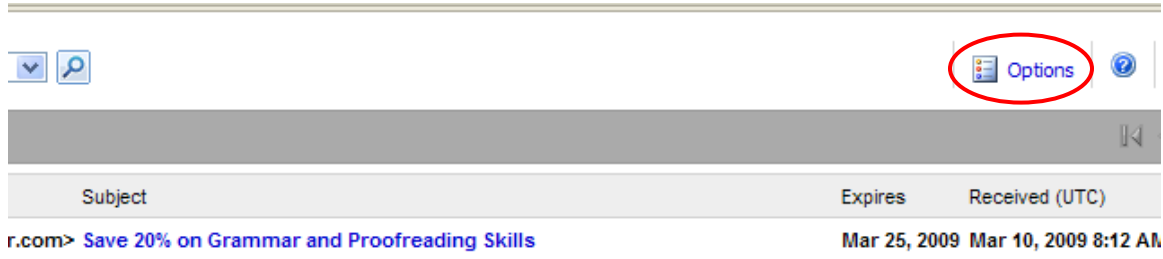 Options
Subject Expires Received (UTC)
r.com> Save 20% on Grammar and Proofreading Skills Mar 25, 2009 Mar 10, 2009 8:12 AM